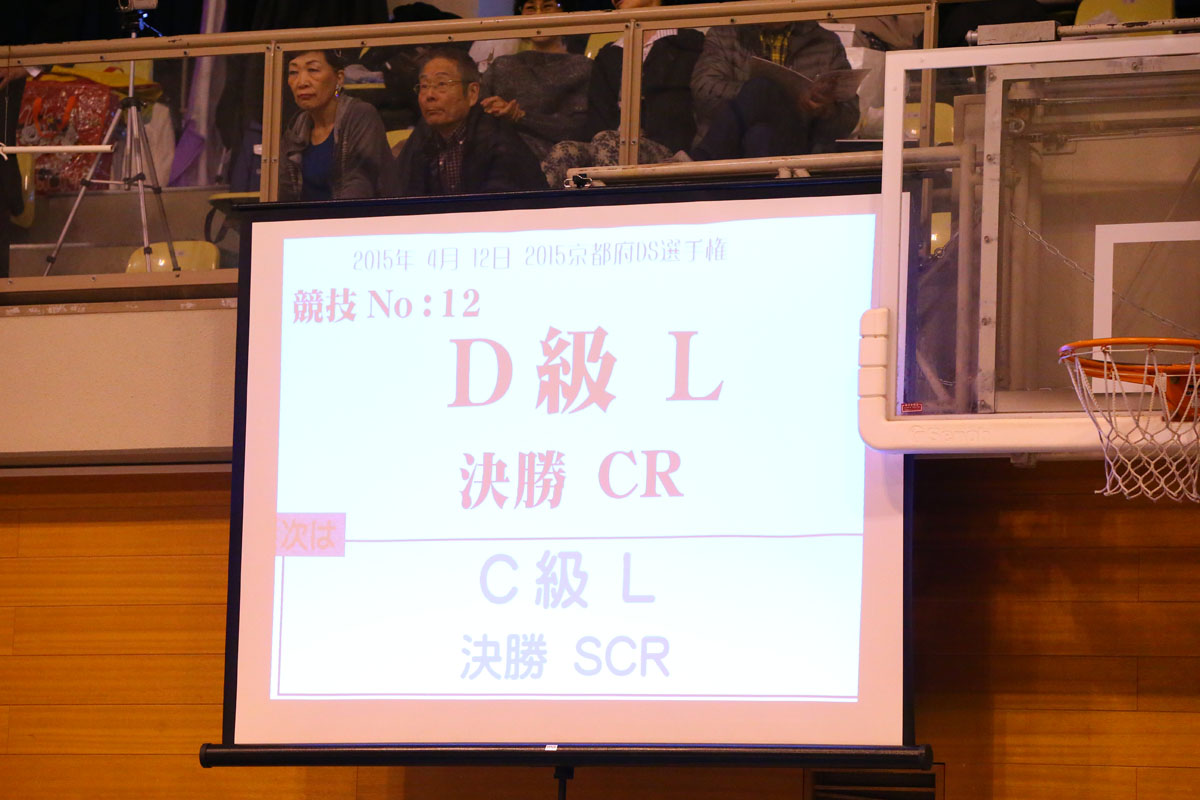 2015年 4月 12日 2015京都府DS選手権
競技 No : 12
D級 L
決勝 CR
次は
C級 L
決勝 SCR
senoh